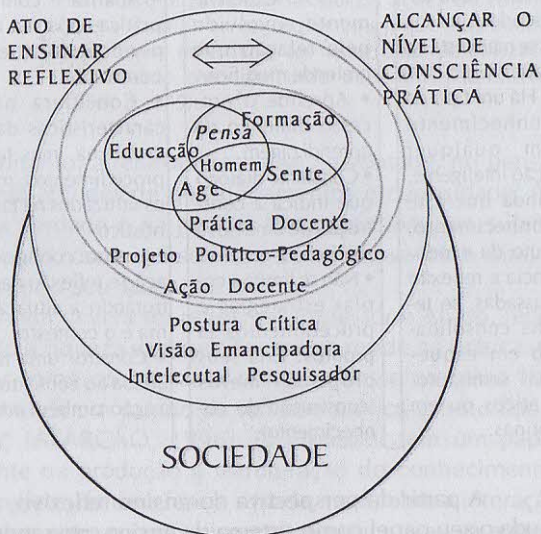 ATO DE
ENSINAR
REFLEXIVO
ALCANÇAR O
NÍVEL DE
CONSCIÊNCIA
PRÁTICA
Formação
Pensa
Educação
Homem
Sente
Age
Prática Docente
Projeto Político-Pedagógico
Ação Docente
Postura Crítica
Visão Emancipadora
Intelecutal Pesquisador
SOCIEDADE